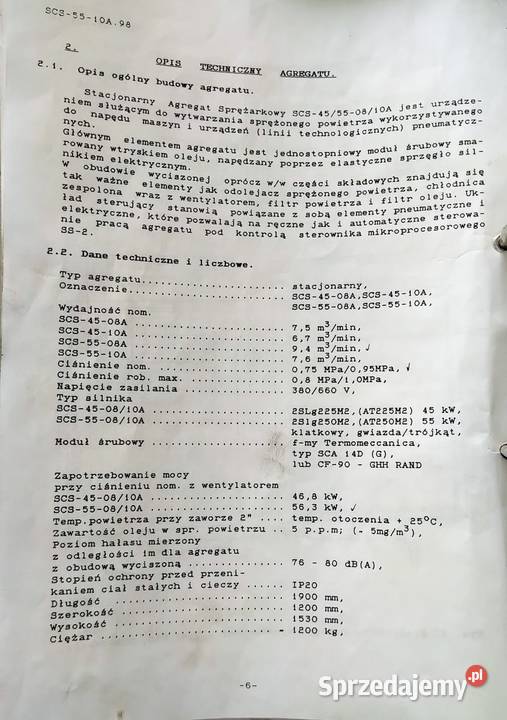 SCS-55-10A.98
2. OPIS TECHNICZNY AGREGATU.
2.1. Opis ogólny budowy agregatu.
Stacjonarny Agregat Sprężarkowy SCS-45/55-08/10A jest urządze-
niem służącym do wytwarzania sprężonego powietrza wykorzystywanego
do napędu maszyn i urządzeń (linii technologicznych) pneumatycz-
nych.
Głównym elementem agregatu jest jednostopniowy moduł śrubowy sma-
rowany wtryskiem oleju, napędzany poprzez elastyczne sprzęgło sil-
nikiem elektrycznym.
W obudowie wyciszonej oprócz w/w części składowych znajdują się
tak ważne elementy jak odolejacz sprężonego powietrza, chłodnica
zespolona wraz z wentylatorem, filtr powietrza i filtr oleju. Uk-
ład sterujący stanowią powiązane z sobą elementy pneumatyczne i
elektryczne, które pozwalają na ręczne jak i automatyczne sterowa-
nie pracą agregatu pod kontrolą sterownika mikroprocesorowego
SS-2.
2.2. Dane techniczne i liczbowe.
Typ agregatu...................... stacjonarny,
Oznaczenie........................ SCS-45-08A,SCS-45-10A,
SCS-55-08A,SCS-55-10A,
Wydajność nom.
SCS-45-08A ....................... 7,5 m³/min,
SCS-45-10A ....................... 6,7 m³/min,
SCS-55-08A ....................... 9,4 m³/min, √
SCS-55-10A ....................... 7,6 m³/min,
Ciśnienie nom. ................... 0,75 MPa/0,95MPa, √
Ciśnienie rob. max. .............. 0,8 MPa/1,0MPa,
Napięcie zasilania ............... 380/660 V,
Typ silnika
SCS-45-08/10A .................... 2SLg225M2, (AT225M2) 45 kW,
SCS-55-08/10A .................... 2Slg250M2, (AT250M2) 55 kW,
klatkowy, gwiazda/trójkąt,
Moduł śrubowy .................... f-my Termomeccanica,
typ SCA 14D (G),
lub CF-90 - GHH RAND
Zapotrzebowanie mocy
przy ciśnieniu nom. z wentylatorem
SCS-45-08/10A .................... 46,8 kW,
SCS-55-08/10A .................... 56,3 kW, √
Temp.powietrza przy zaworze 2" .... temp. otoczenia + 25°C,
Zawartość oleju w spr. powietrzu .. 5 p.p.m; (- 5mg/m³),
Poziom hałasu mierzony
z odległości 1m dla agregatu
z obudową wyciszoną .............. 76 - 80 dB(A),
Stopień ochrony przed przeni-
kaniem ciał stałych i cieczy ..... IP20
Długość .......................... 1900 mm,
Szerokość ........................ 1200 mm,
Wysokość ......................... 1530 mm,
Ciężar ........................... - 1200 kg,
-6-
Sprzedajemy.pl